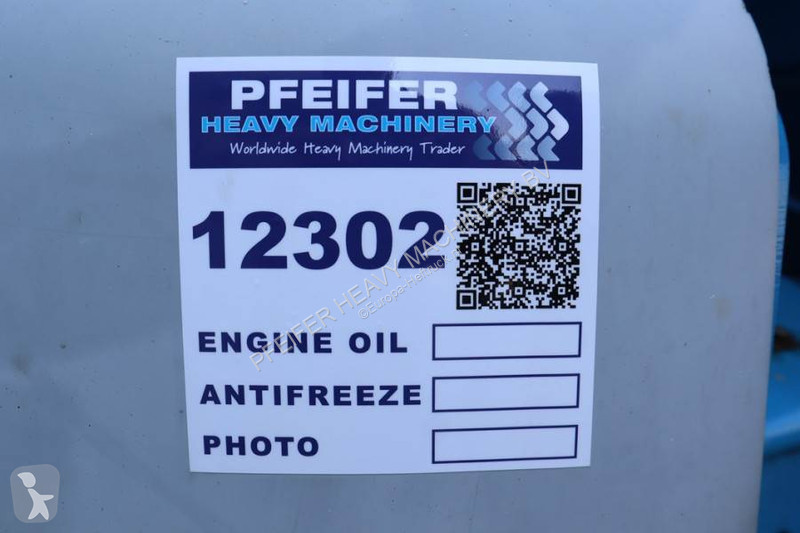 PFEIFER
HEAVY MACHINERY
Worldwide Heavy Machinery Trader
12302
ENGINE OIL
ANTIFREEZE
PHOTO
PFEIFER HEAVY MACHINERY BV